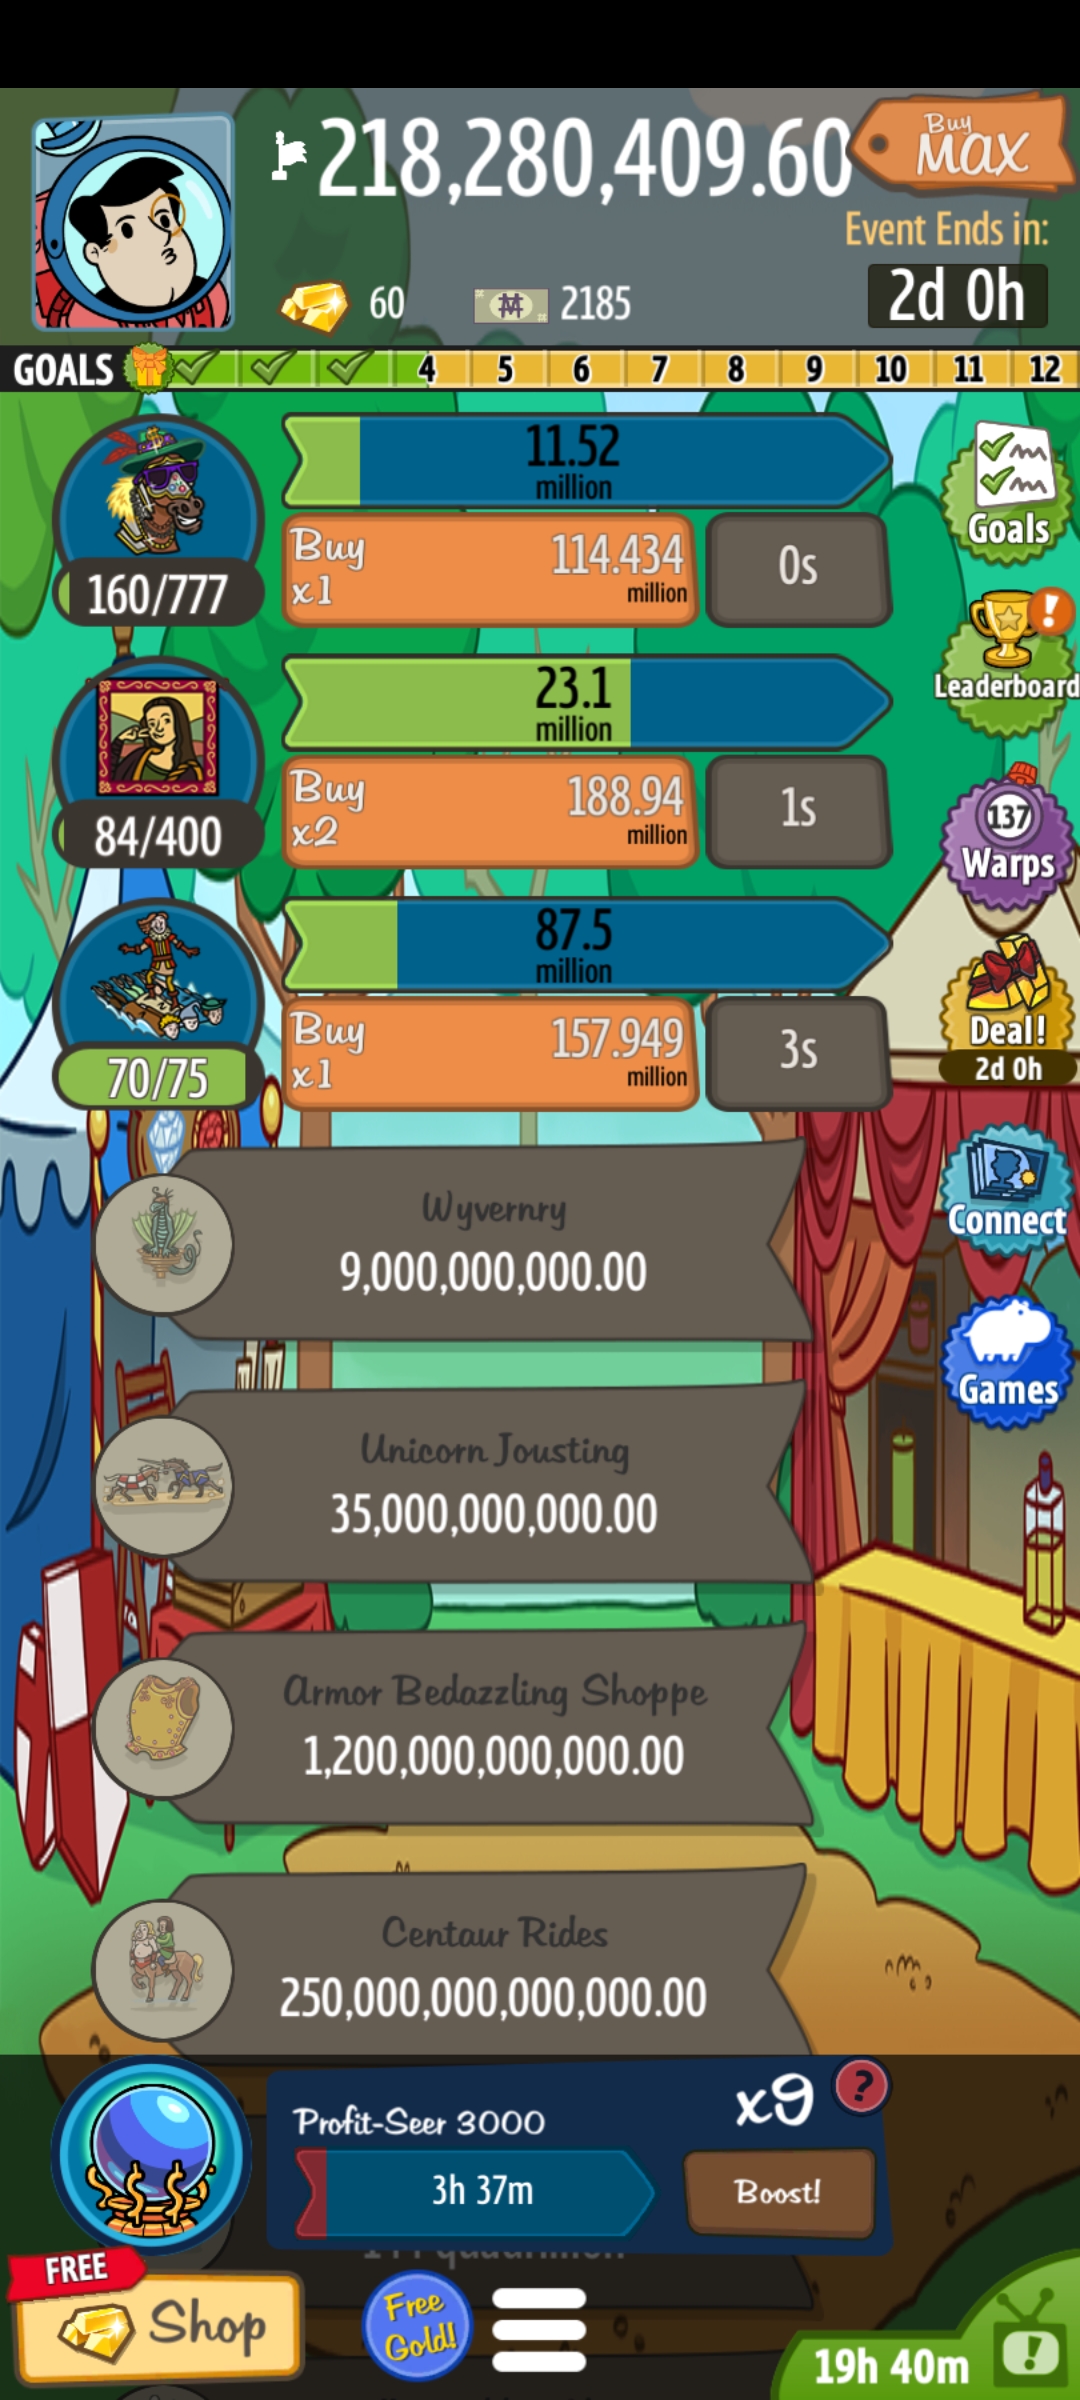 218,280,409.60
Buy
MAX
Event Ends in:
60
2185
2d 0h
GOALS
4 5 6 7 8 9 10 11 12
11.52
million
Buy
x1
114.434
million
0s
160/777
Goals
23.1
million
Leaderboard
Buy
x2
188.94
million
1s
84/400
137
Warps
87.5
million
Buy
x1
157.949
million
3s
70/75
Deal!
2d 0h
Wyvernry
9,000,000,000.00
Connect
Games
Unicorn Jousting
35,000,000,000.00
Armor Bedazzling Shoppe
1,200,000,000,000.00
Centaur Rides
250,000,000,000,000.00
Profit-Seer 3000
x9
?
3h 37m
Boost!
FREE
Shop
Free
Gold!
19h 40m